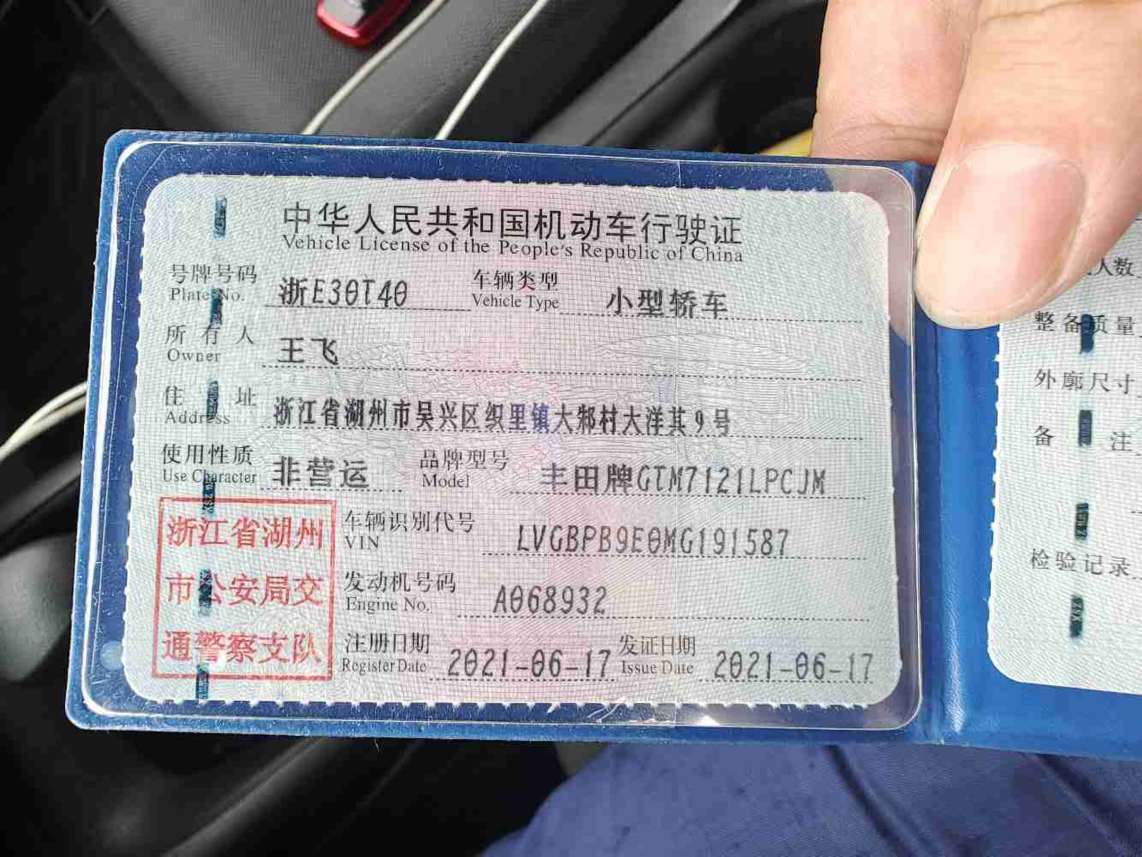 中华人民共和国机动车行驶证
Vehicle License of the People's Republic of China
号牌号码 浙E30T40 车辆类型 小型轿车
Plate No. Vehicle Type
所有人 王飞
Owner
住址 浙江省湖州市吴兴区织里镇大邾村大洋其9号
Address
使用性质 非营运 品牌型号 丰田牌GTM7121LPCJM
Use Character Model
浙江省湖州
市公安局交
通警察支队
车辆识别代号 LVGBPB9E0MG191587
VIN
发动机号码 A068932
Engine No.
注册日期 2021-06-17 发证日期 2021-06-17
Register Date Issue Date
人数
整备质量
外廓尺寸
备注
检验记录